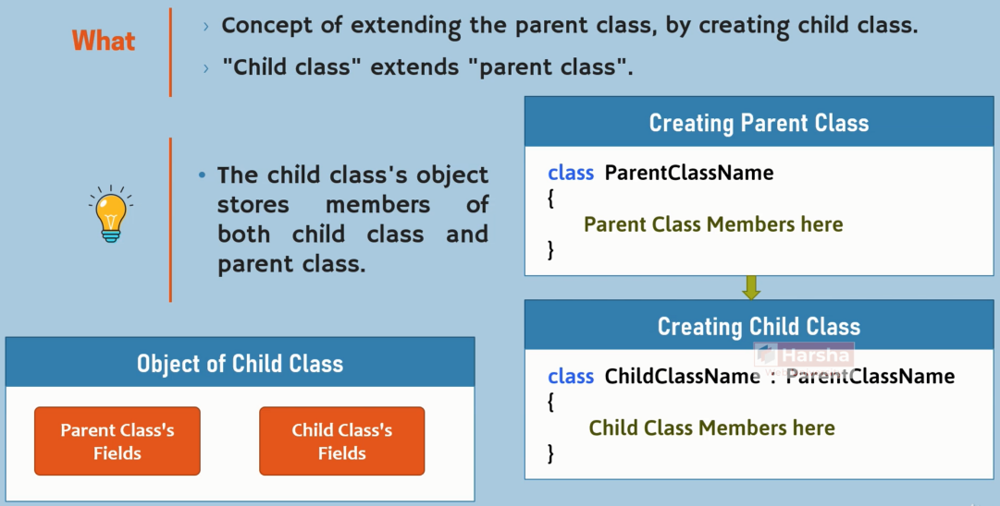 What
› Concept of extending the parent class, by creating child class.
› "Child class" extends "parent class".
• The child class's object
stores members of
both child class and
parent class.
Creating Parent Class
class ParentClassName
{
Parent Class Members here
}
Creating Child Class
Harsha
class ChildClassName : ParentClassName
{
Child Class Members here
}
Object of Child Class
Parent Class's
Fields
Child Class's
Fields